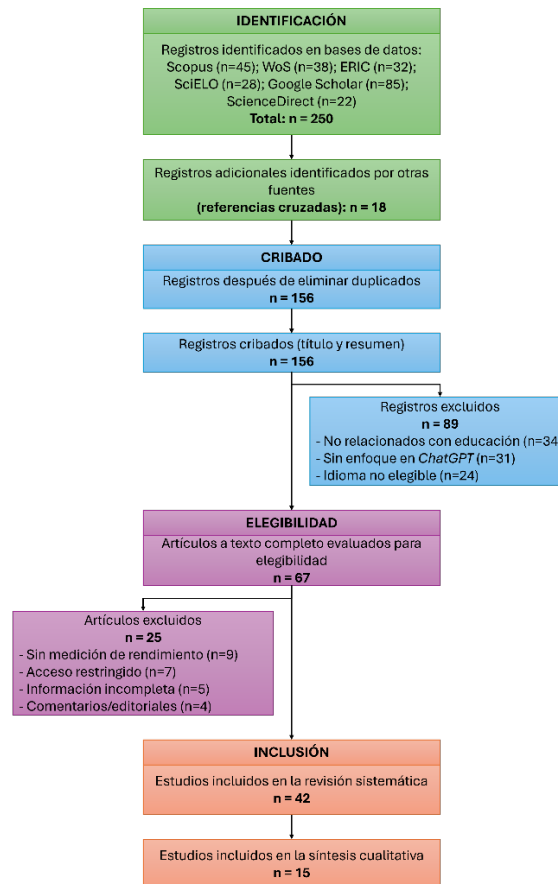 IDENTIFICACIÓN
Registros identificados en bases de datos:
Scopus (n=45); WoS (n=38); ERIC (n=32);
SciELO (n=28); Google Scholar (n=85);
ScienceDirect (n=22)
Total: n = 250
Registros adicionales identificados por otras
fuentes
(referencias cruzadas): n = 18
CRIBADO
Registros después de eliminar duplicados
n = 156
Registros cribados (título y resumen)
n = 156
Registros excluidos
n = 89
- No relacionados con educación (n=34
- Sin enfoque en ChatGPT (n=31)
- Idioma no elegible (n=24)
ELEGIBILIDAD
Artículos a texto completo evaluados para
elegibilidad
n = 67
Artículos excluidos
n = 25
- Sin medición de rendimiento (n=9)
- Acceso restringido (n=7)
- Información incompleta (n=5)
- Comentarios/editoriales (n=4)
INCLUSIÓN
Estudios incluidos en la revisión sistemática
n = 42
Estudios incluidos en la síntesis cualitativa
n = 15